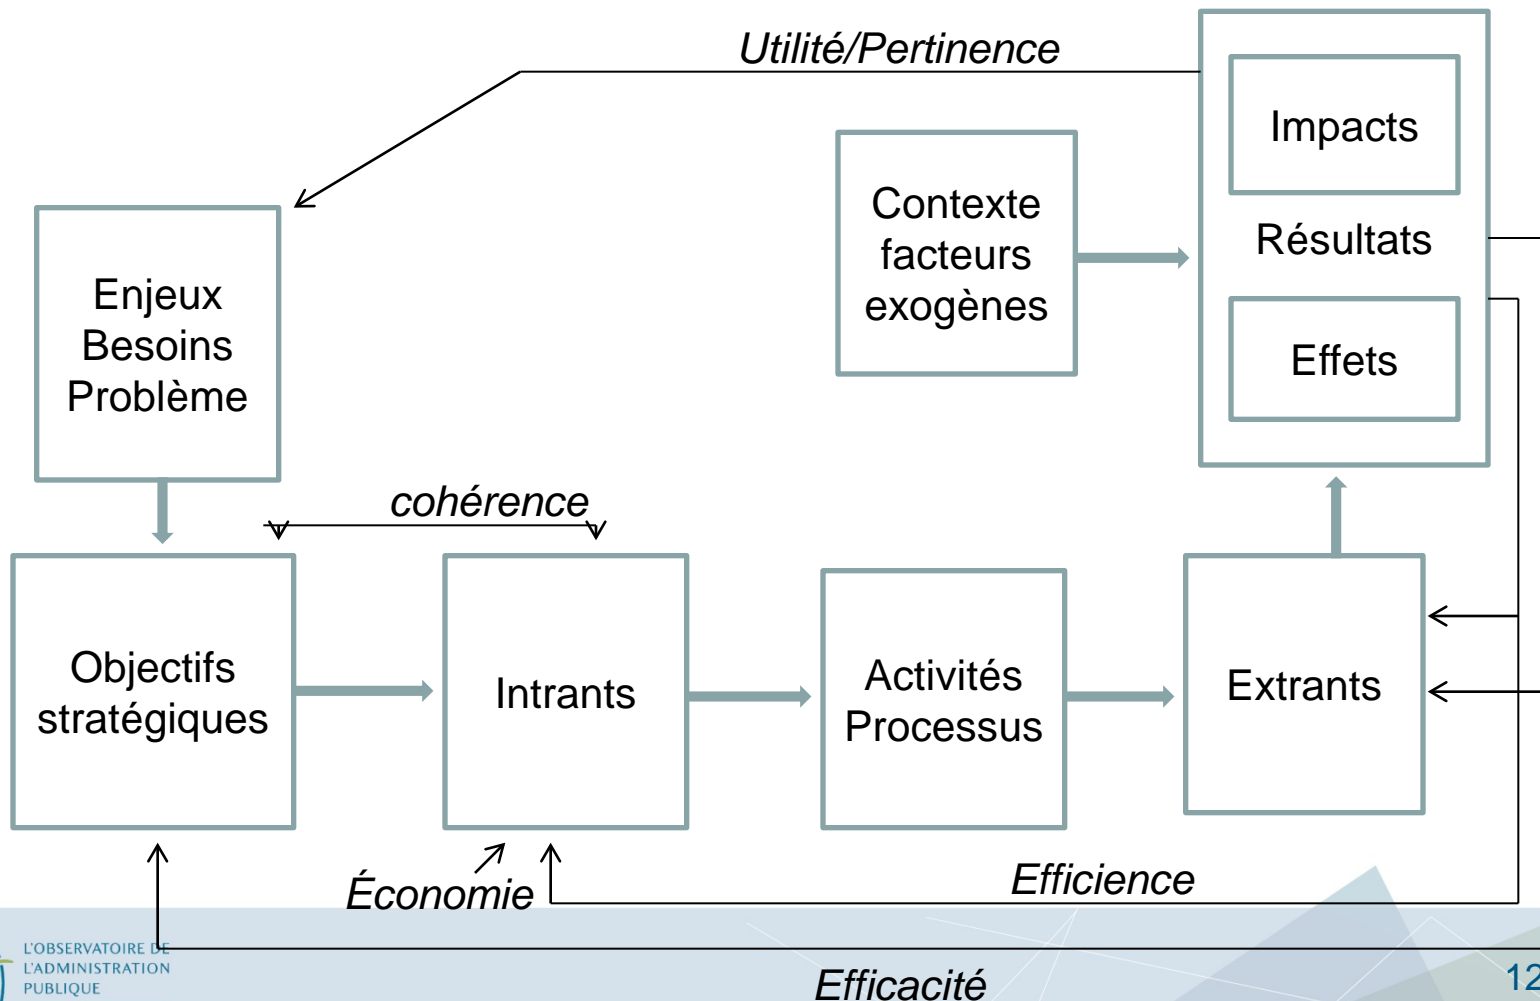 Utilité/Pertinence
Impacts
Contexte
facteurs
exogènes
Résultats
Effets
Enjeux
Besoins
Problème
cohérence
Objectifs
stratégiques
Intrants
Activités
Processus
Extrants
Économie
Efficience
L'OBSERVATOIRE DE
L'ADMINISTRATION
PUBLIQUE
Efficacité
12